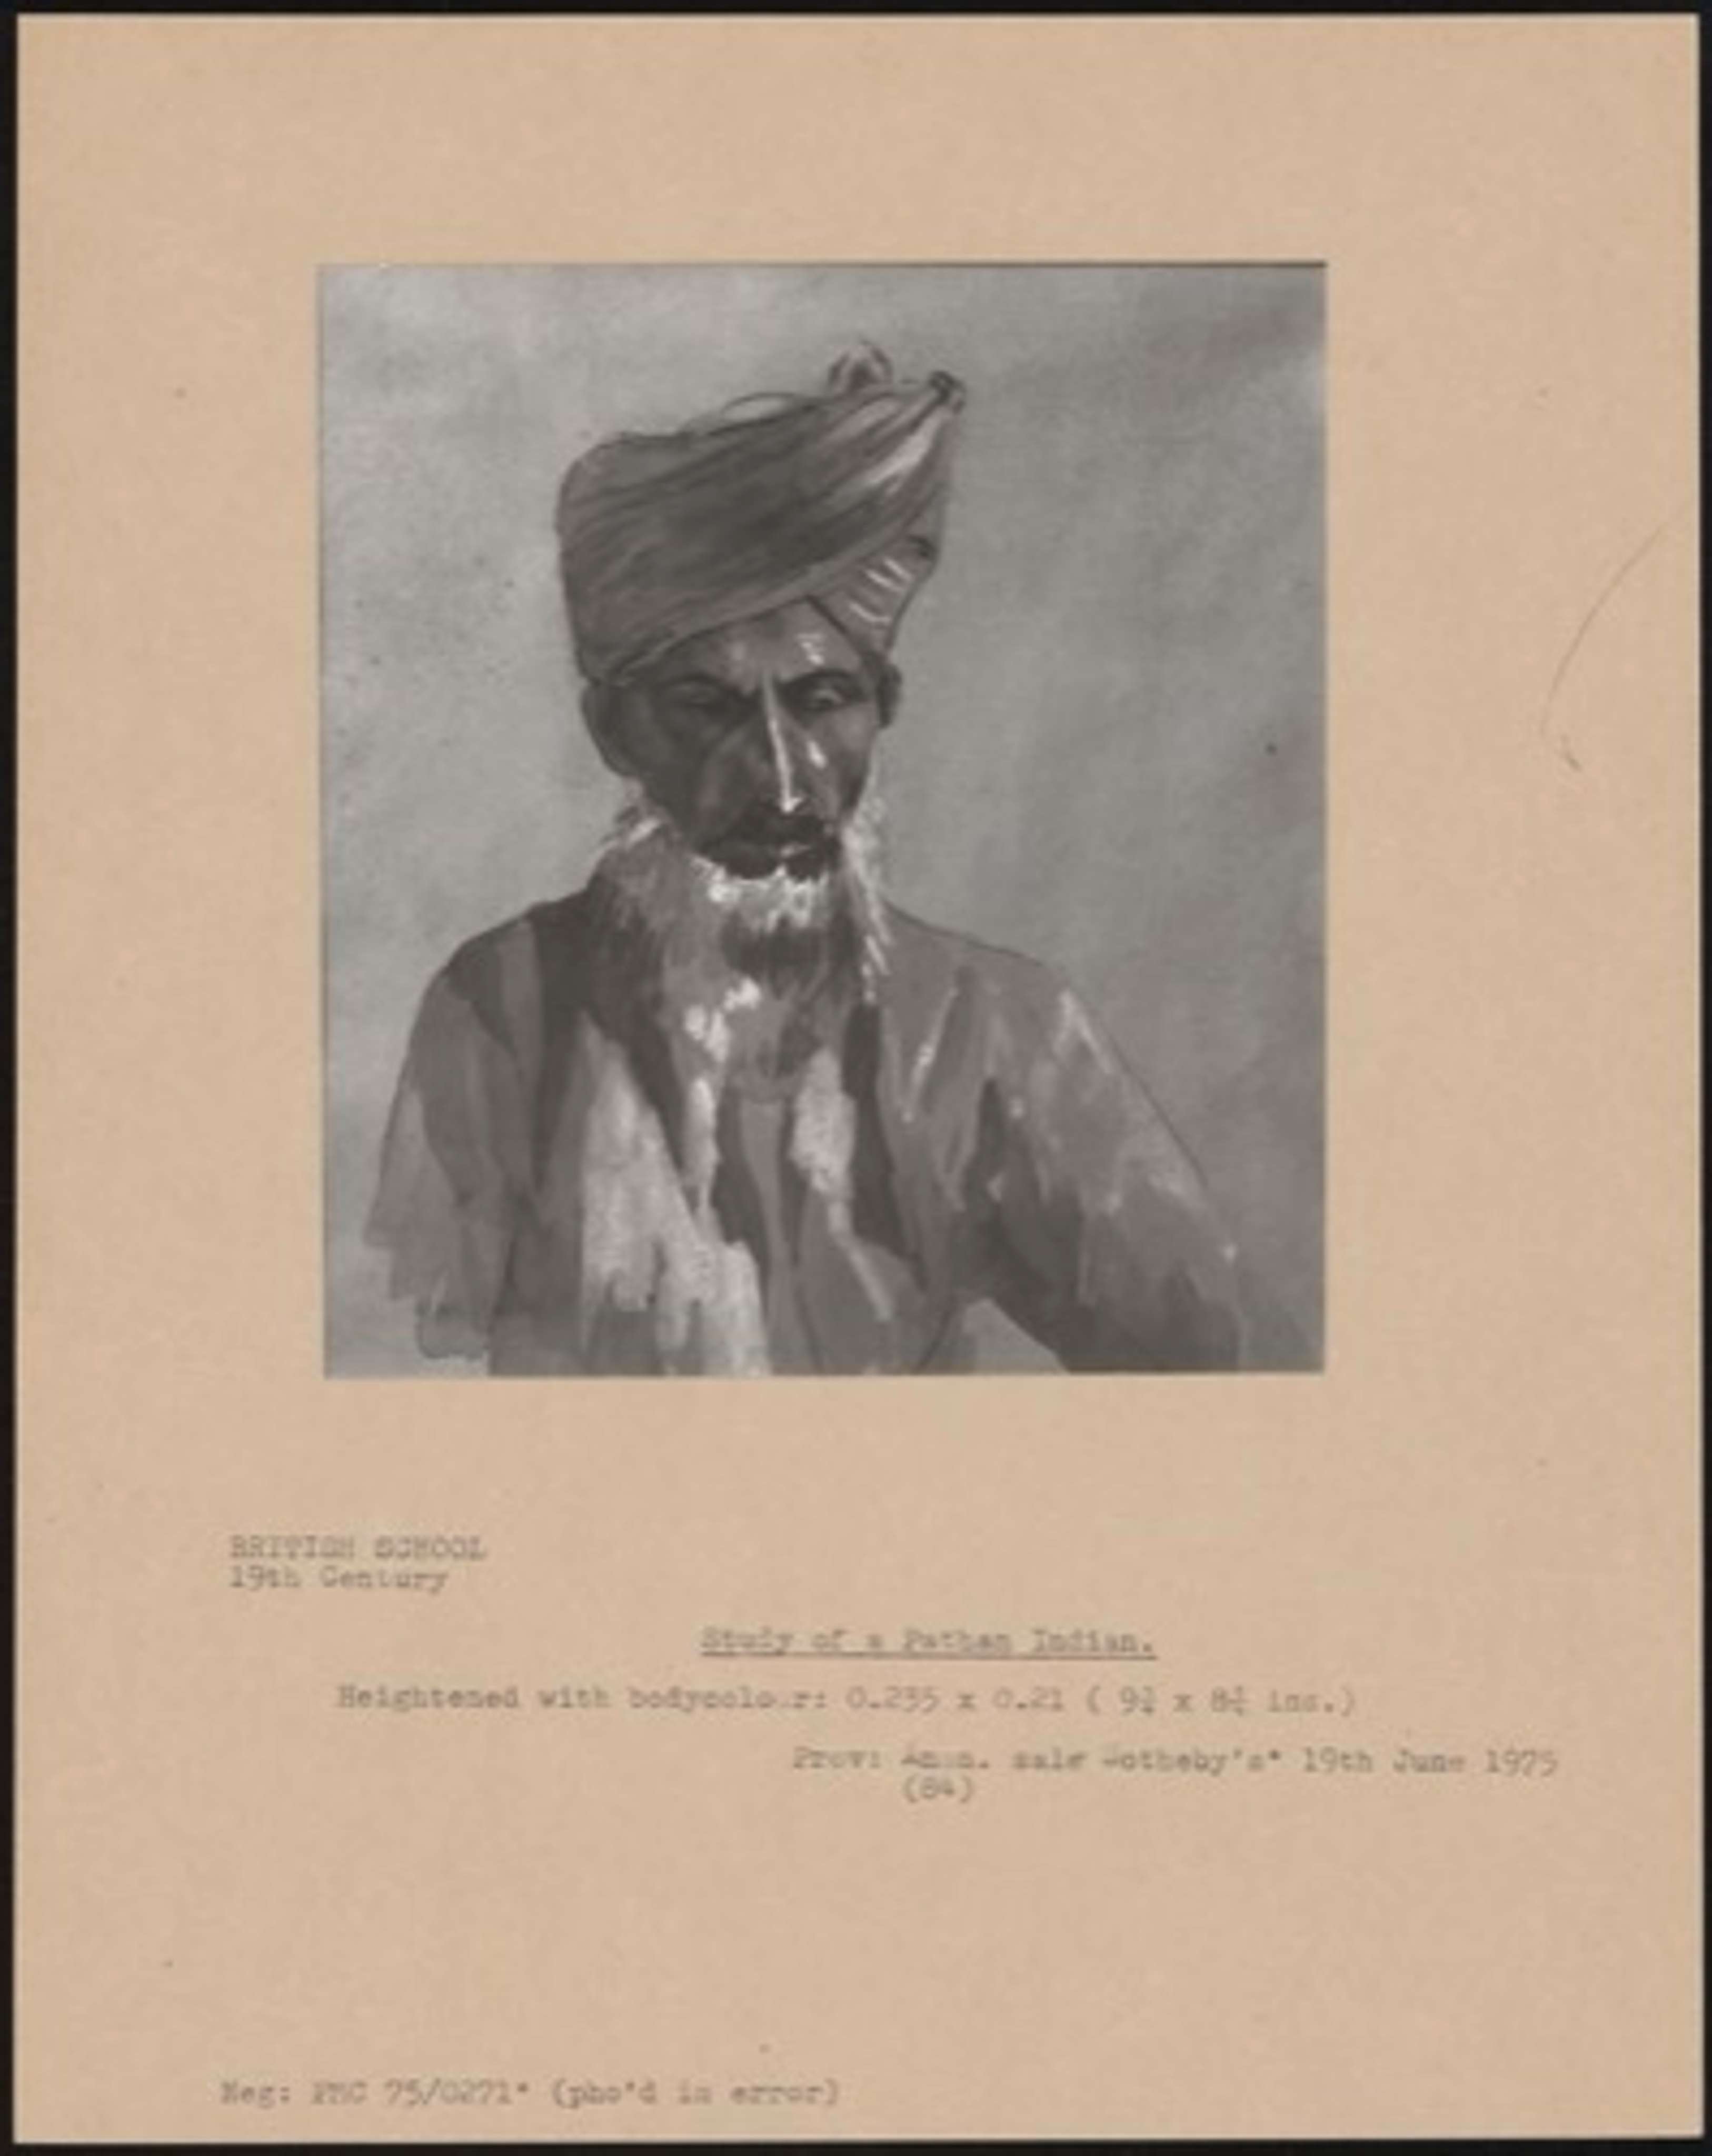 BRITISH SCHOOL
19th Century
Study of a Pathan Indian.
Heightened with bodycolour: 0.235 x 0.21 ( 9¼ x 8¼ ins.)
Prov: Anon. sale Sotheby's* 19th June 1975
(84)
Neg: PMC 75/0271* (pho'd in error)